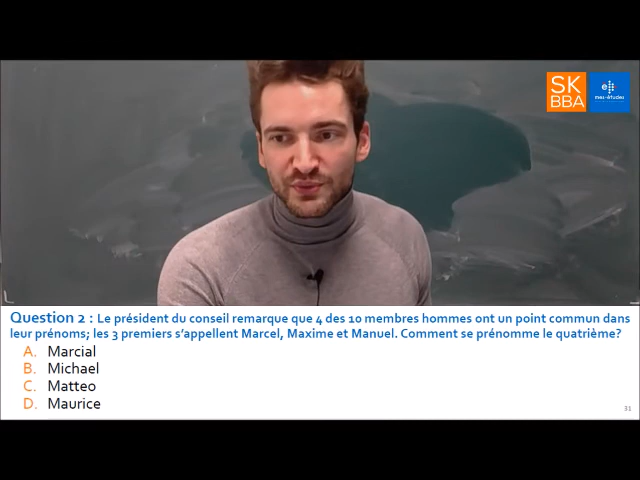 SK
BBA
mes-études
Question 2 : Le président du conseil remarque que 4 des 10 membres hommes ont un point commun dans
leur prénoms; les 3 premiers s'appellent Marcel, Maxime et Manuel. Comment se prénomme le quatrième?
A. Marcial
B. Michael
C. Matteo
D. Maurice
31